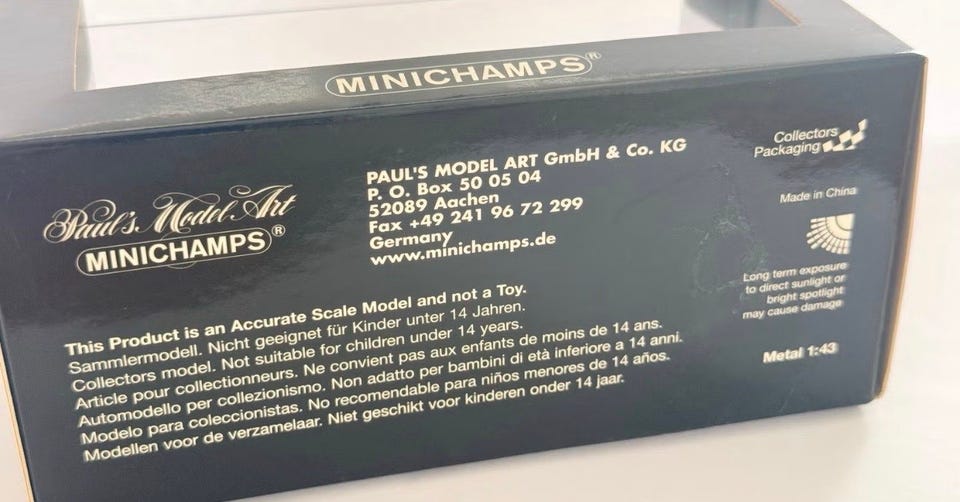 MINICHAMPS®
Paul's Model Art
MINICHAMPS®
PAUL'S MODEL ART GmbH & Co. KG
P. O. Box 50 05 04
52089 Aachen
Fax +49 241 96 72 299
Germany
www.minichamps.de
Collectors
Packaging
Made in China
Long term exposure
to direct sunlight or
bright spotlight
may cause damage
Metal 1:43
This Product is an Accurate Scale Model and not a Toy.
Sammlermodell. Nicht geeignet für Kinder unter 14 Jahren.
Collectors model. Not suitable for children under 14 years.
Article pour collectionneurs. Ne convient pas aux enfants de moins de 14 ans.
Automodello per collezionismo. Non adatto per bambini di età inferiore a 14 anni.
Modelo para coleccionistas. No recomendable para niños menores de 14 años.
Modellen voor de verzamelaar. Niet geschikt voor kinderen onder 14 jaar.